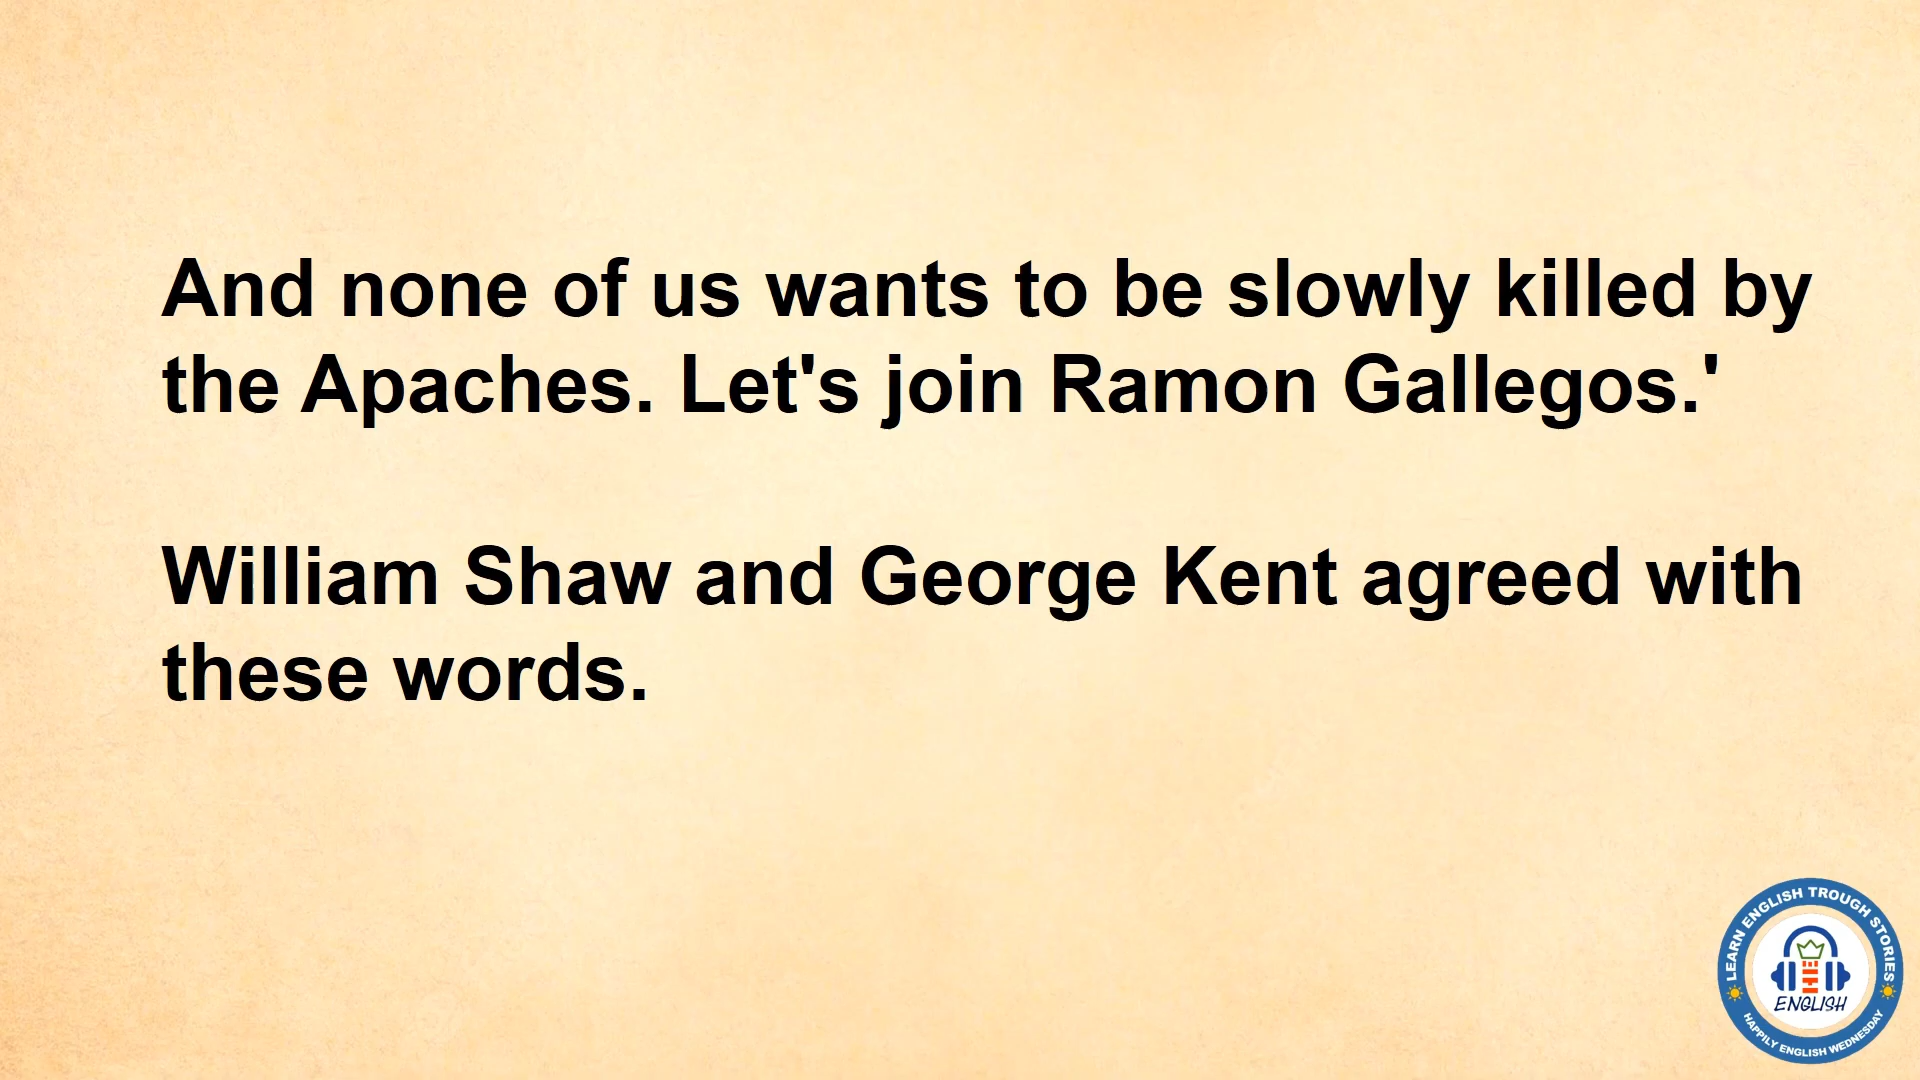 And none of us wants to be slowly killed by
the Apaches. Let's join Ramon Gallegos.'
William Shaw and George Kent agreed with
these words.
LEARN ENGLISH TROUGH STORIES
ENGLISH
HAPPILY ENGLISH WEDNESDAY